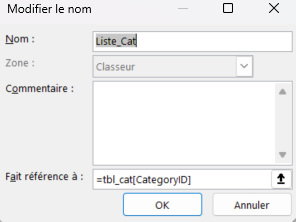 Modifier le nom
Nom :
Liste_Cat
Zone :
Classeur
Commentaire :
Fait référence à :
=tbl_cat[CategoryID]
OK
Annuler